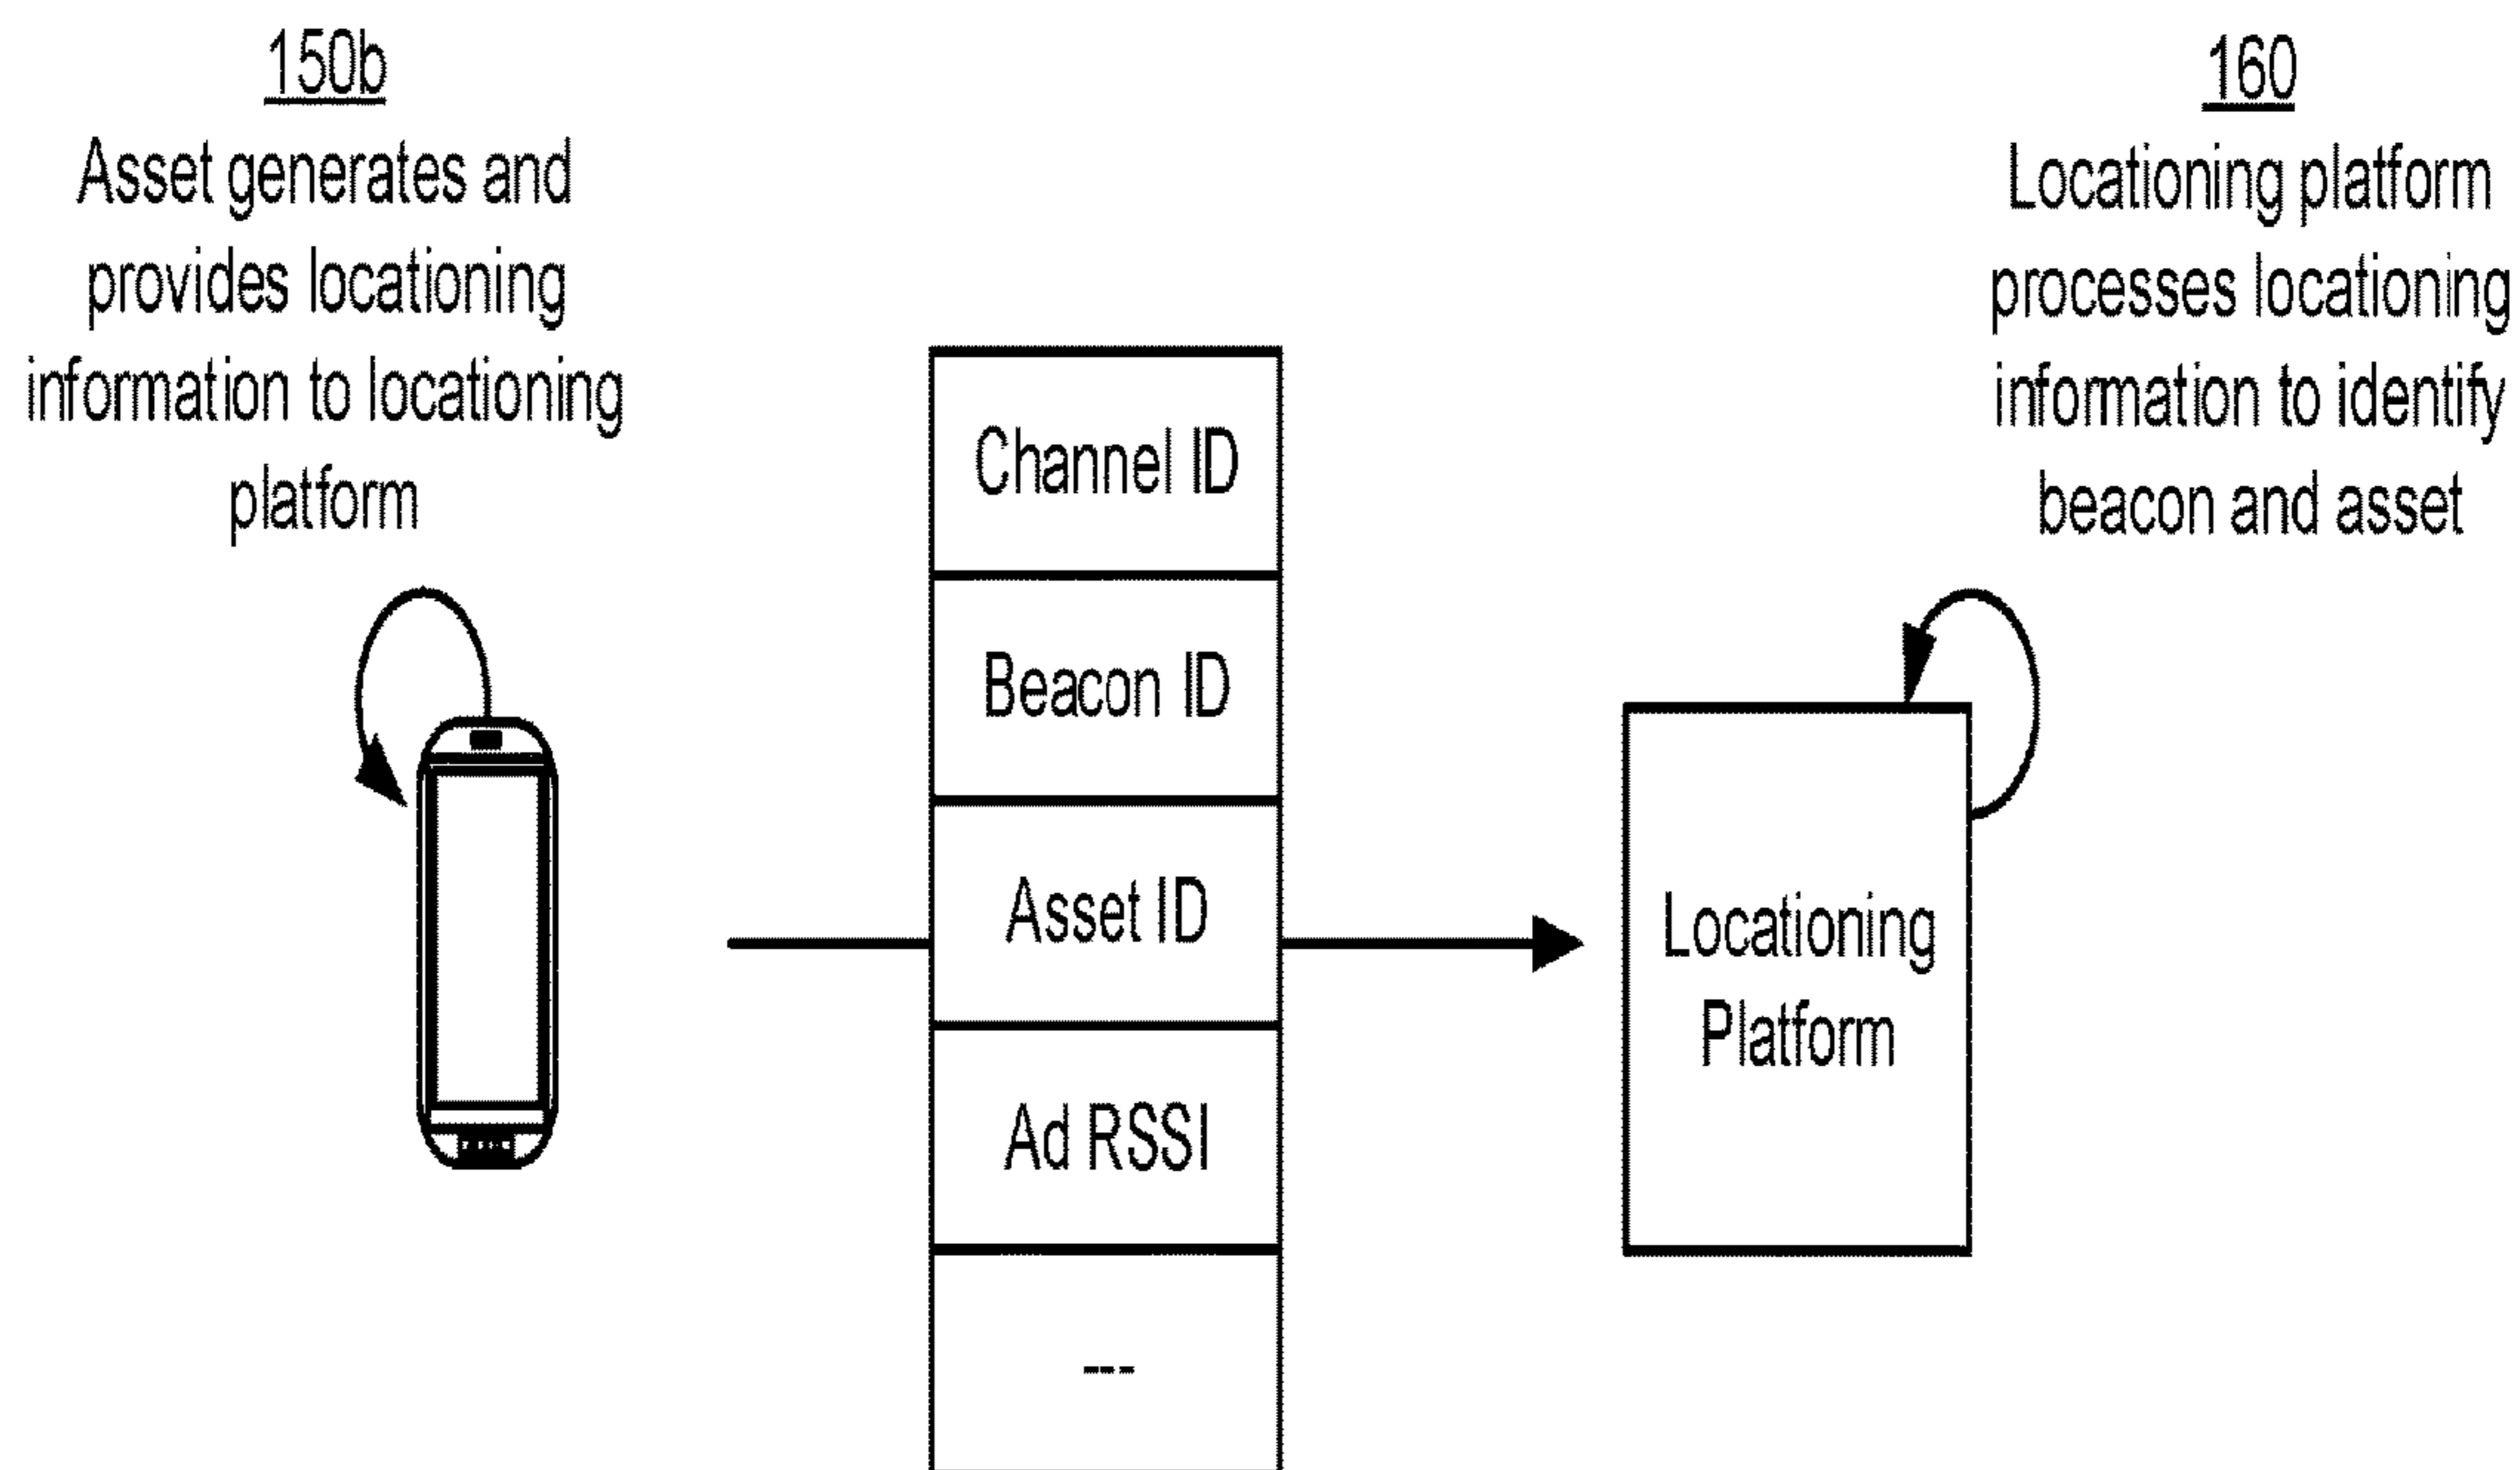 150b
Asset generates and
provides locationing
information to locationing
platform
Channel ID
Beacon ID
Asset ID
Ad RSSI
---
160
Locationing platform
processes locationing
information to identify
beacon and asset
Locationing
Platform